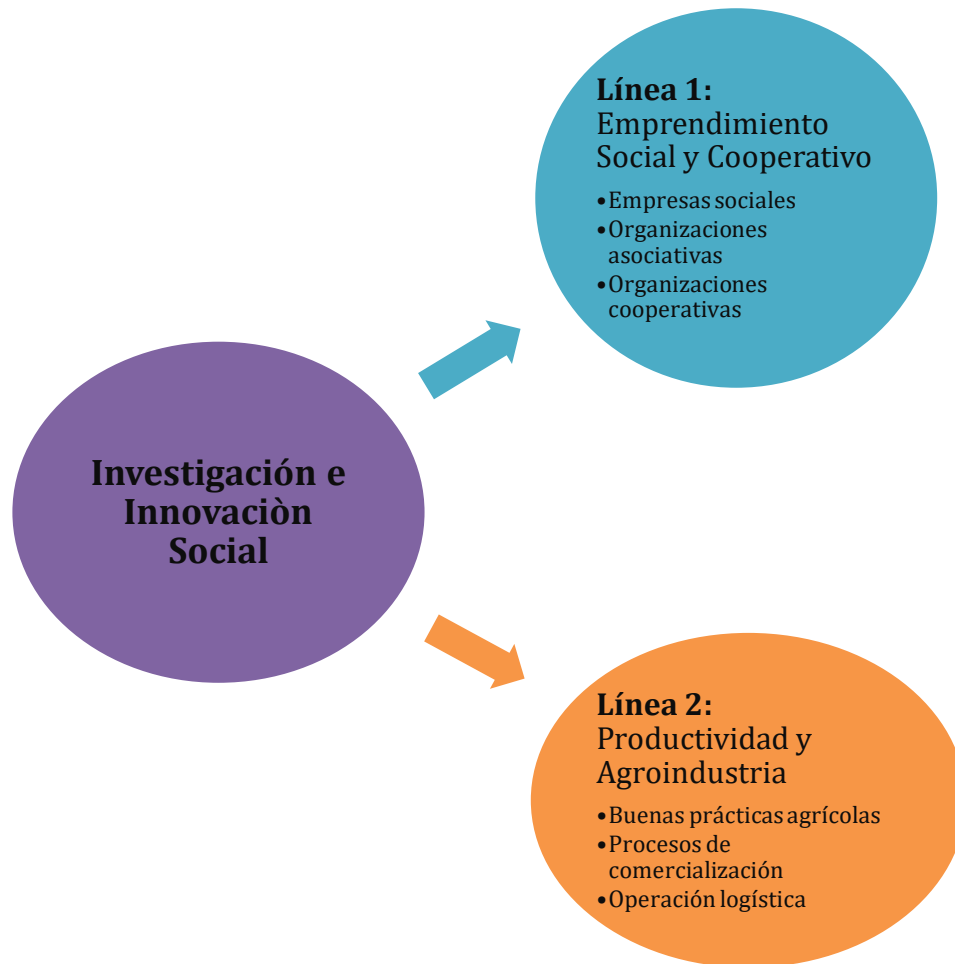 Línea 1:
Emprendimiento
Social y Cooperativo
•Empresas sociales
•Organizaciones
asociativas
•Organizaciones
cooperativas
Investigación e
Innovaciòn
Social
Línea 2:
Productividad y
Agroindustria
•Buenas prácticas agrícolas
•Procesos de
comercialización
•Operación logística